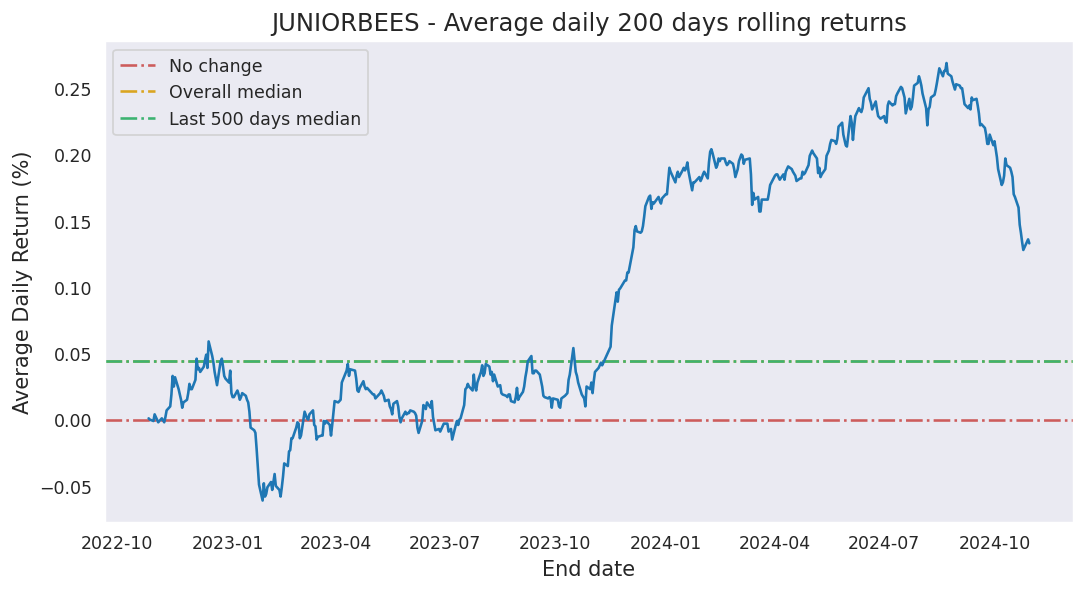 JUNIORBEES - Average daily 200 days rolling returns
No change
Overall median
Last 500 days median
Average Daily Return (%)
0.25
0.20
0.15
0.10
0.05
0.00
−0.05
2022-10 2023-01 2023-04 2023-07 2023-10 2024-01 2024-04 2024-07 2024-10
End date